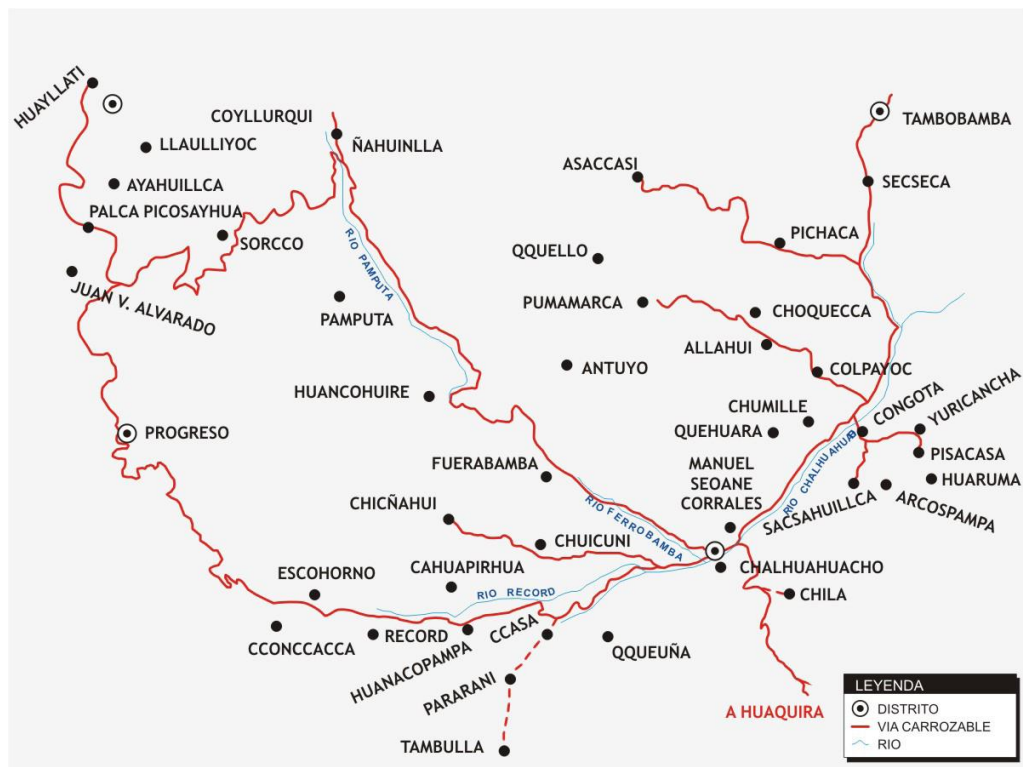 HUAYLLATI
COYLLURQUI
ÑAHUINLLA
LLAULLIYOC
AYAHUILLCA
PALCA PICOSAYHUA
SORCCO
JUAN V. ALVARADO
RIO PAMPUTA
PAMPUTA
TAMBOBAMBA
ASACCASI
SECSECA
PICHACA
QQUELLO
PUMAMARCA
CHOQUECCA
ALLAHUI
ANTUYO
COLPAYOC
HUANCOHUIRE
CHUMILLE
CONGOTA
YURICANCHA
PROGRESO
QUEHUARA
PISACASA
FUERABAMBA
MANUEL
SEOANE
CORRALES
RIO CHALHUAHUAB
HUARUMA
SACSAHUILLCA
ARCOSPAMPA
CHICÑAHUI
RIO FERROBAMBA
CHUICUNI
ESCOHORNO
CAHUAPIRHUA
CHALHUAHUACHO
RIO RECORD
CHILA
CCONCCACCA
RECORD
HUANACOPAMPA
CCASA
QQUEUÑA
PARARANI
TAMBULLA
A HUAQUIRA
LEYENDA
DISTRITO
VIA CARROZABLE
RIO